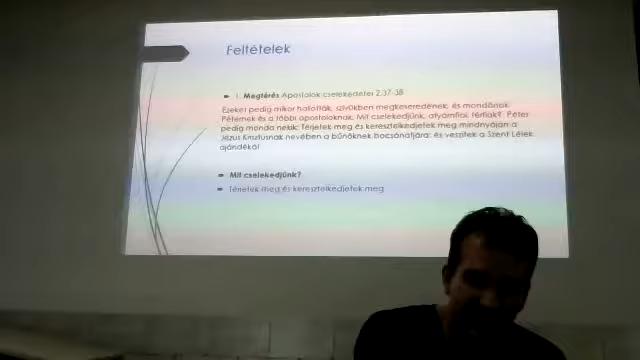 Feltételek
1. Megtérés Apostolok cselekedetei 2:37-38
Ezeket pedig mikor hallották, szívükben megkeseredének, és mondának
Péternek és a többi apostoloknak: Mit cselekedjünk, atyámfiai, férfiak? Péter
pedig monda nekik: Térjetek meg és keresztelkedjetek meg mindnyájan a
Jézus Krisztusnak nevében a bűnöknek bocsánatjára; és veszitek a Szent Lélek
ajándékát
Mit cselekedjünk?
Térjetek meg és keresztelkedjetek meg